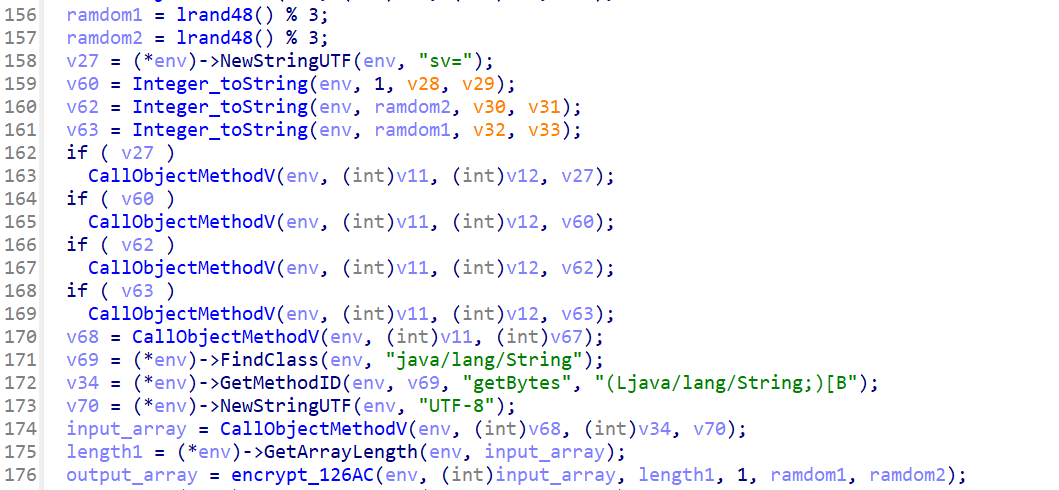 156 ramdom1 = lrand48() % 3;
157 ramdom2 = lrand48() % 3;
158 v27 = (*env)->NewStringUTF(env, "sv=");
159 v60 = Integer_toString(env, 1, v28, v29);
160 v62 = Integer_toString(env, ramdom2, v30, v31);
161 v63 = Integer_toString(env, ramdom1, v32, v33);
162 if ( v27 )
163 CallObjectMethodV(env, (int)v11, (int)v12, v27);
164 if ( v60 )
165 CallObjectMethodV(env, (int)v11, (int)v12, v60);
166 if ( v62 )
167 CallObjectMethodV(env, (int)v11, (int)v12, v62);
168 if ( v63 )
169 CallObjectMethodV(env, (int)v11, (int)v12, v63);
170 v68 = CallObjectMethodV(env, (int)v11, (int)v67);
171 v69 = (*env)->FindClass(env, "java/lang/String");
172 v34 = (*env)->GetMethodID(env, v69, "getBytes", "(Ljava/lang/String;)[B");
173 v70 = (*env)->NewStringUTF(env, "UTF-8");
174 input_array = CallObjectMethodV(env, (int)v68, (int)v34, v70);
175 length1 = (*env)->GetArrayLength(env, input_array);
176 output_array = encrypt_126AC(env, (int)input_array, length1, 1, ramdom1, ramdom2);